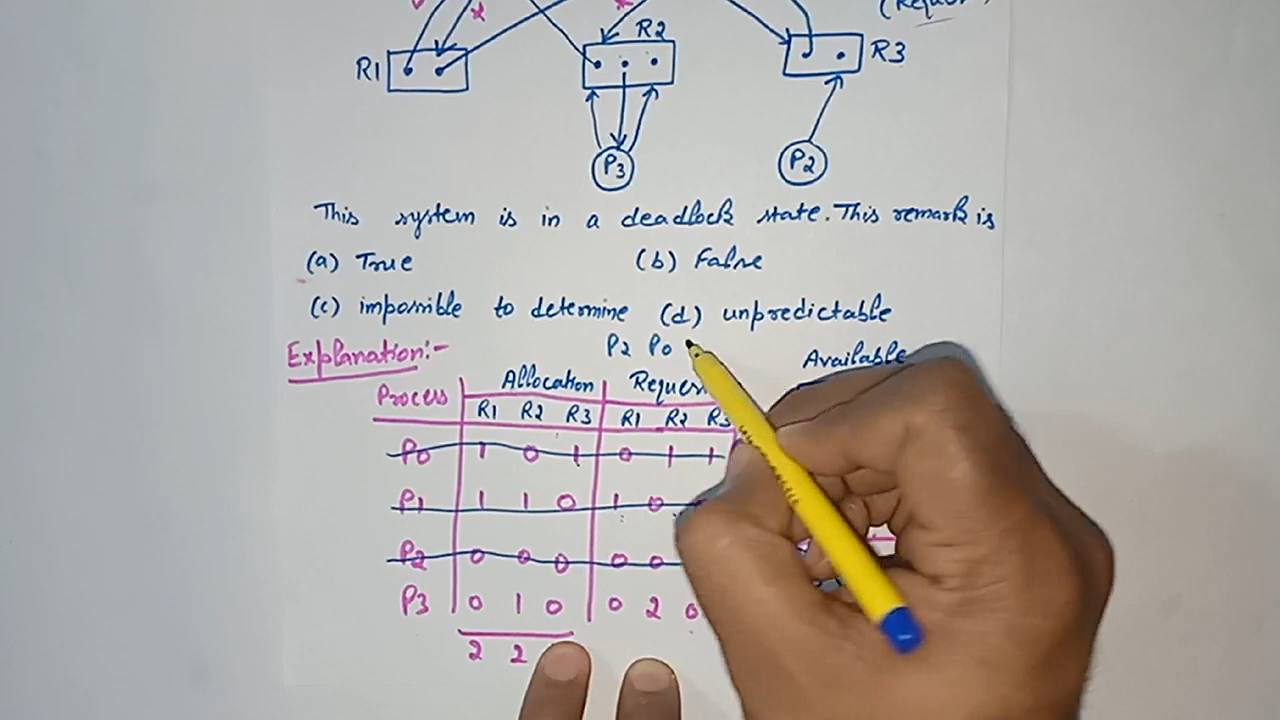 R1 R2 R3
P3 P2
This system is in a deadlock state. This remark is
(a) True (b) False
(c) impossible to determine (d) unpredictable
Explanation:- P2 P0 Available
Process Allocation
R1 R2 R3 R1 R2 R3
P0 1 0 1 0 1 1
P1 1 1 0 1 0
P2 0 0 0 0 0
P3 0 1 0 0 2 0
2 2